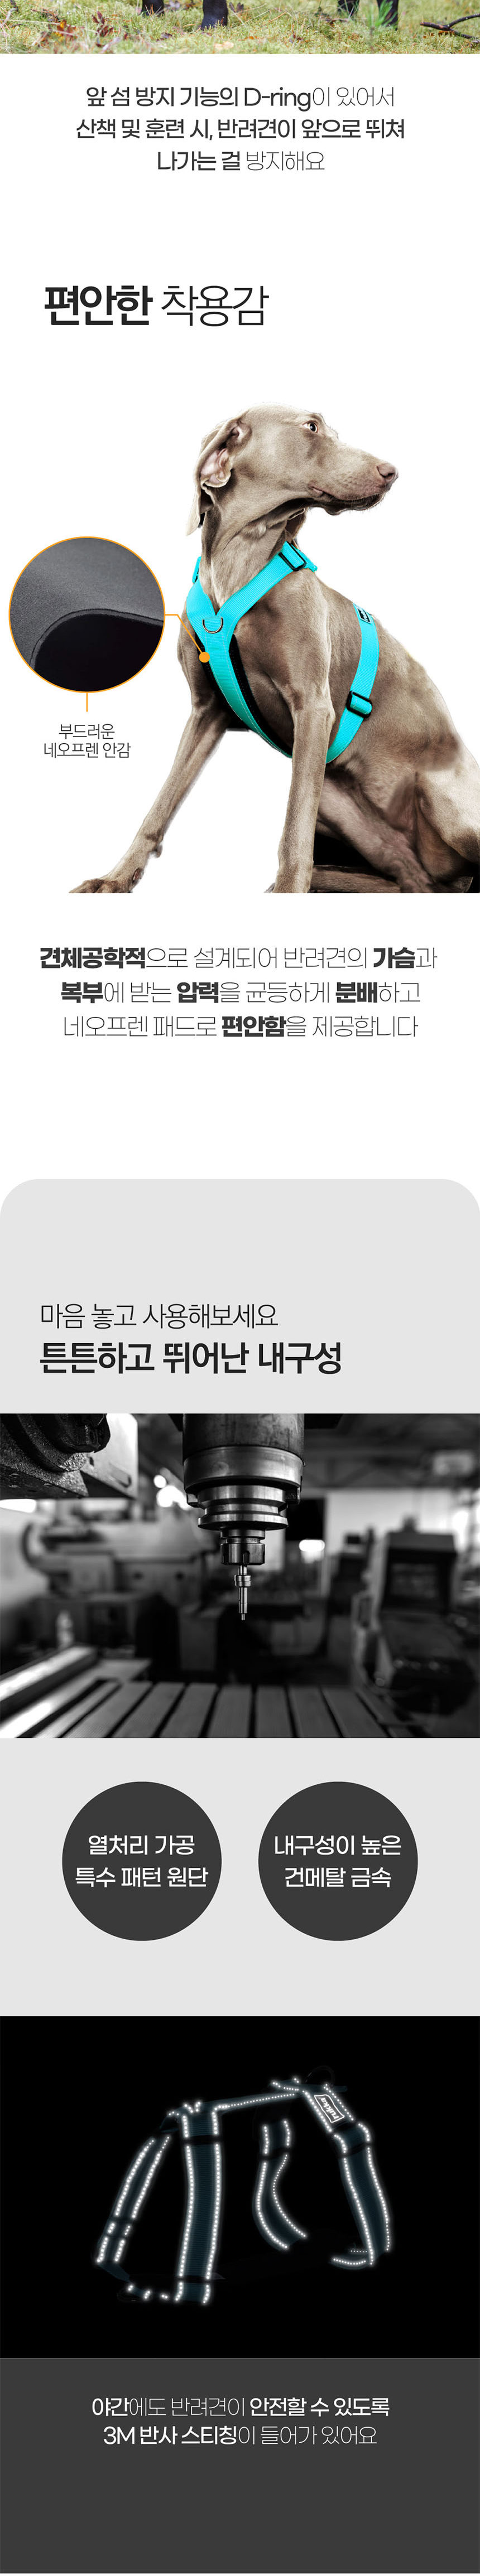 앞 섬 방지 기능의 D-ring이 있어서
산책 및 훈련 시, 반려견이 앞으로 뛰쳐
나가는 걸 방지해요
편안한 착용감
부드러운
네오프렌 안감
견체공학적으로 설계되어 반려견의 가슴과
복부에 받는 압력을 균등하게 분배하고
네오프렌 패드로 편안함을 제공합니다
마음 놓고 사용해보세요
튼튼하고 뛰어난 내구성
열처리 가공
특수 패턴 원단
내구성이 높은
건메탈 금속
야간에도 반려견이 안전할 수 있도록
3M 반사 스티칭이 들어가 있어요